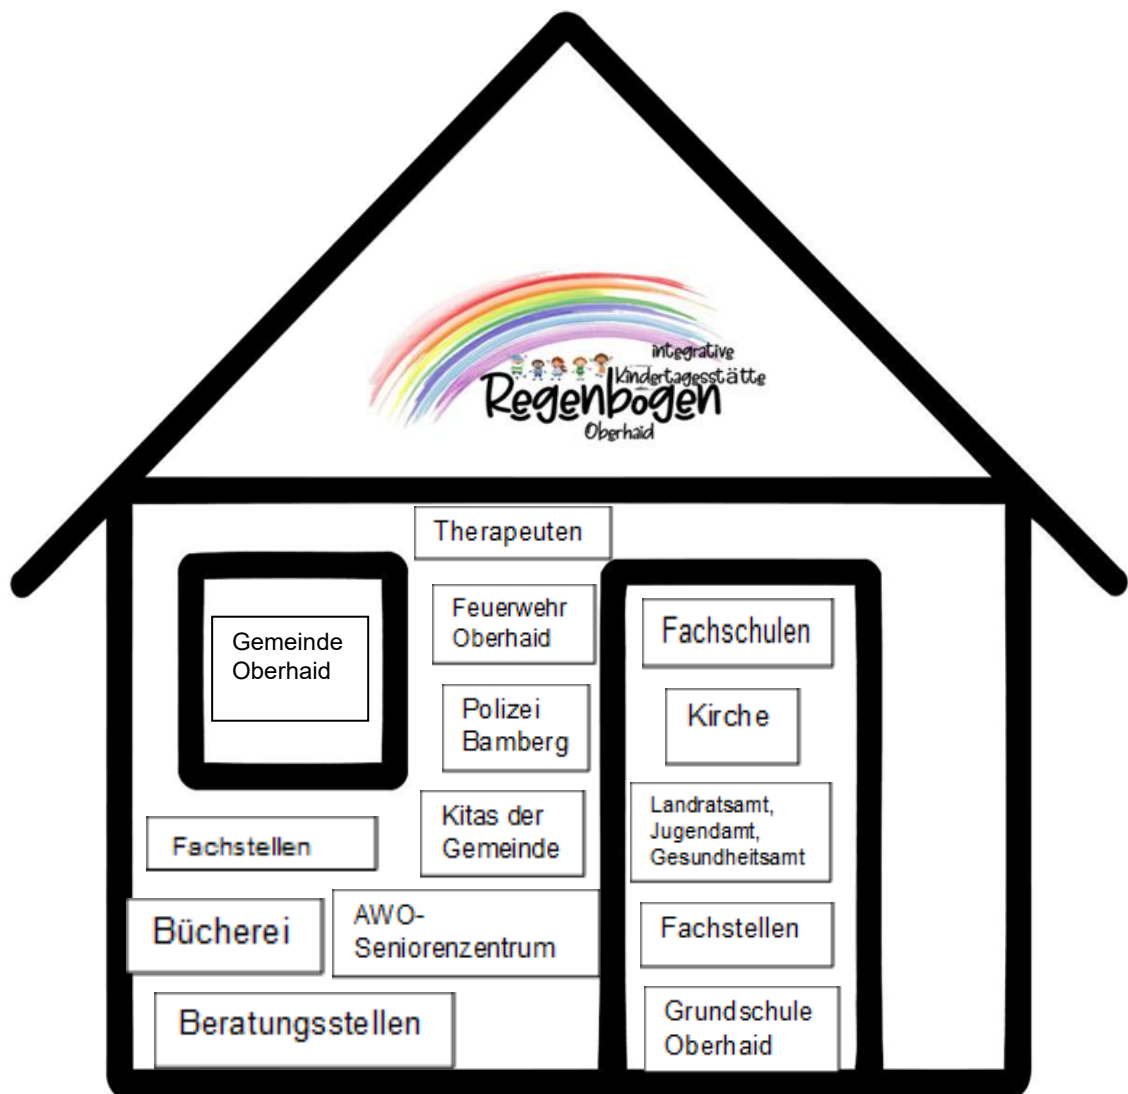 integrative
Kindertagesstätte
Regenbogen
Oberhaid
Therapeuten
Gemeinde
Oberhaid
Feuerwehr
Oberhaid
Polizei
Bamberg
Kitas der
Gemeinde
Fachstellen
Bücherei
AWO-
Seniorenzentrum
Beratungsstellen
Fachschulen
Kirche
Landratsamt,
Jugendamt,
Gesundheitsamt
Fachstellen
Grundschule
Oberhaid